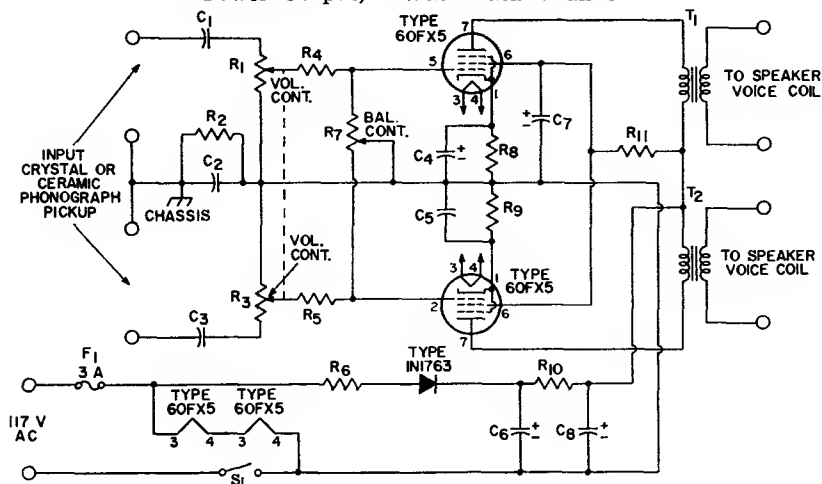 TYPE
60FX5
T1
C1
R1
VOL.
CONT.
R4
5
7
6
1
3 4
TO SPEAKER
VOICE COIL
R2
R7
BAL.
CONT.
C4
+
-
R8
+
-
C7
R11
INPUT
CRYSTAL OR
CERAMIC
PHONOGRAPH
PICKUP
C2
CHASSIS
C5
R9
T2
VOL.
CONT.
R3
R5
C3
2
3 4
1
6
7
TYPE
60FX5
TO SPEAKER
VOICE COIL
F1
3 A
TYPE
60FX5
TYPE
60FX5
3 4 3 4
R6
TYPE
1N1763
R10
117 V
AC
C6
+
-
C8
+
-
S1